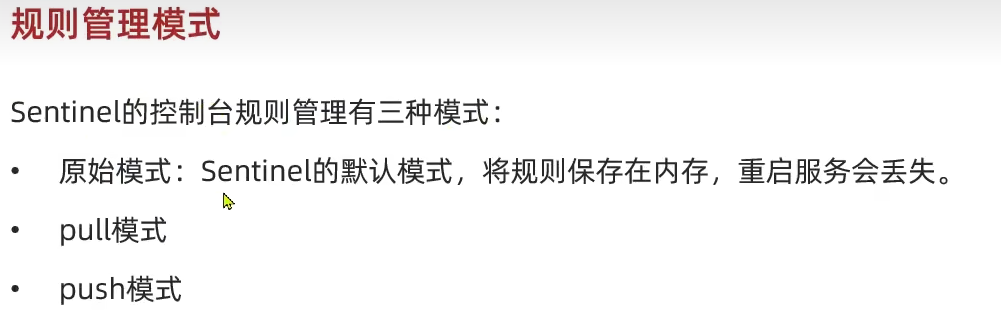 规则管理模式
Sentinel的控制台规则管理有三种模式：
• 原始模式：Sentinel的默认模式，将规则保存在内存，重启服务会丢失。
• pull模式
• push模式